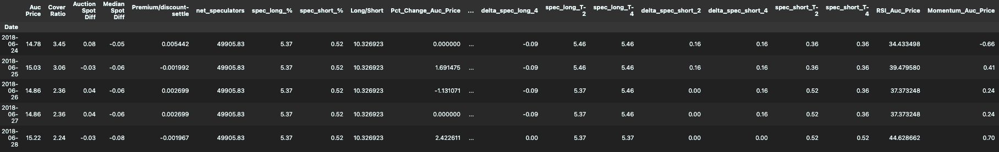 Auc Price Cover Ratio Auction Spot Diff Median Spot Diff Premium/discount-settle net_speculators spec_long_% spec_short_% Long/Short Pct_Change_Auc_Price ... delta_spec_long_4 spec_long_T-2 spec_long_T-4 delta_spec_short_2 delta_spec_short_4 spec_short_T-2 spec_short_T-4 RSI_Auc_Price Momentum_Auc_Price
Date
2018-06-24 14.78 3.45 0.08 -0.05 0.005442 49905.83 5.37 0.52 10.326923 0.000000 ... -0.09 5.46 5.46 0.16 0.16 0.36 0.36 34.433498 -0.66
2018-06-25 15.03 3.06 -0.03 -0.06 -0.001992 49905.83 5.37 0.52 10.326923 1.691475 ... -0.09 5.46 5.46 0.16 0.16 0.36 0.36 39.479580 0.41
2018-06-26 14.86 2.36 0.04 -0.06 0.002699 49905.83 5.37 0.52 10.326923 -1.131071 ... -0.09 5.37 5.46 0.00 0.16 0.52 0.36 37.373248 0.24
2018-06-27 14.86 2.36 0.04 -0.06 0.002699 49905.83 5.37 0.52 10.326923 0.000000 ... -0.09 5.37 5.46 0.00 0.16 0.52 0.36 37.373248 0.24
2018-06-28 15.22 2.24 -0.03 -0.08 -0.001967 49905.83 5.37 0.52 10.326923 2.422611 ... 0.00 5.37 5.37 0.00 0.00 0.52 0.52 44.628662 0.70